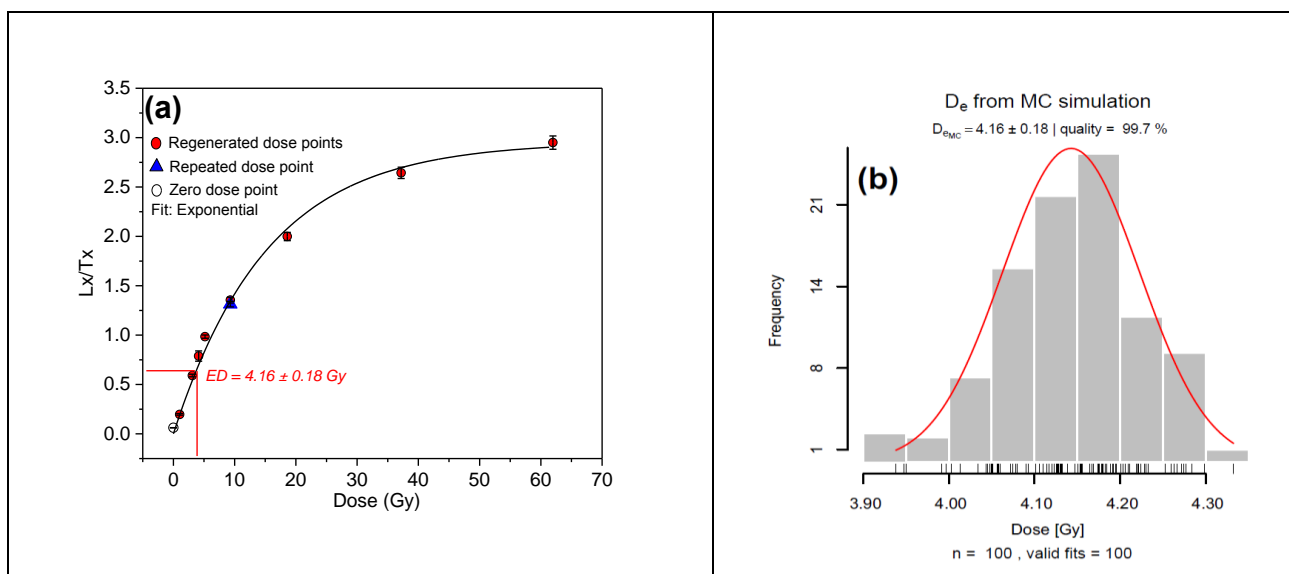 (a)
Regenerated dose points
Repeated dose point
Zero dose point
Fit: Exponential
ED = 4.16 ± 0.18 Gy
Lx/Tx
3.5
3.0
2.5
2.0
1.5
1.0
0.5
0.0
0 10 20 30 40 50 60 70
Dose (Gy)
De from MC simulation
DeMC = 4.16 ± 0.18 | quality = 99.7 %
(b)
Frequency
21
14
8
1
3.90 4.00 4.10 4.20 4.30
Dose [Gy]
n = 100 , valid fits = 100